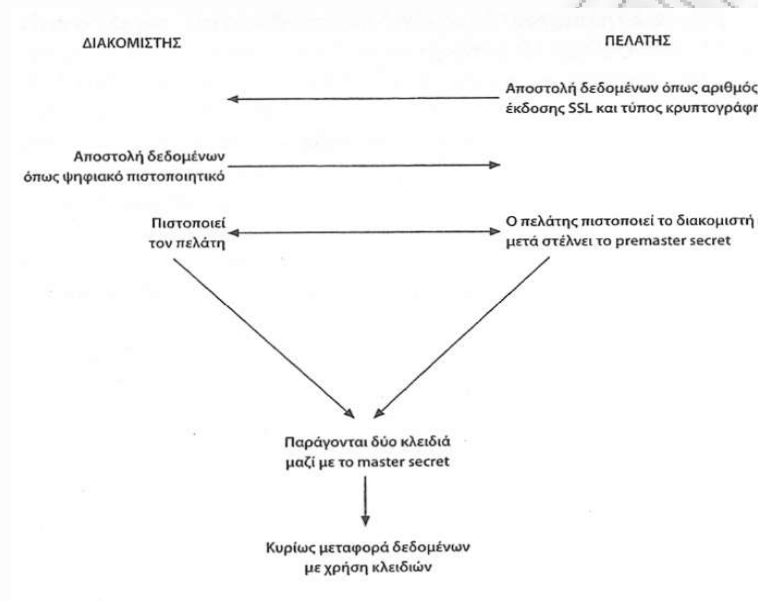 ΔΙΑΚΟΜΙΣΤΗΣ
ΠΕΛΑΤΗΣ
Αποστολή δεδομένων όπως αριθμός
έκδοσης SSL και τύπος
Αποστολή δεδομένων
όπως ψηφιακό πιστοποιητικό
Πιστοποιεί
τον πελάτη
Ο πελάτης πιστοποιεί το διακομιστή
μετά στέλνει το premaster secret
Παράγονται δύο κλειδιά
μαζί με το master secret
Κυρίως μεταφορά δεδομένων
με χρήση κλειδιών